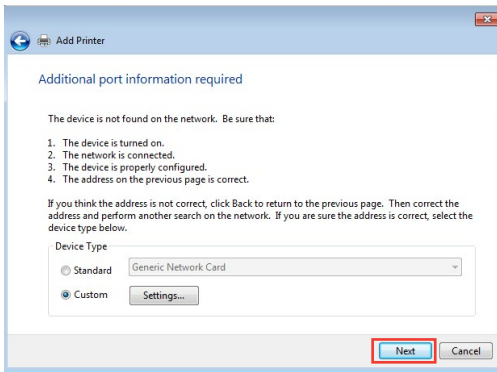 Add Printer
Additional port information required
The device is not found on the network. Be sure that:
1. The device is turned on.
2. The network is connected.
3. The device is properly configured.
4. The address on the previous page is correct.
If you think the address is not correct, click Back to return to the previous page. Then correct the
address and perform another search on the network. If you are sure the address is correct, select the
device type below.
Device Type
Standard
Generic Network Card
Custom
Settings...
Next
Cancel